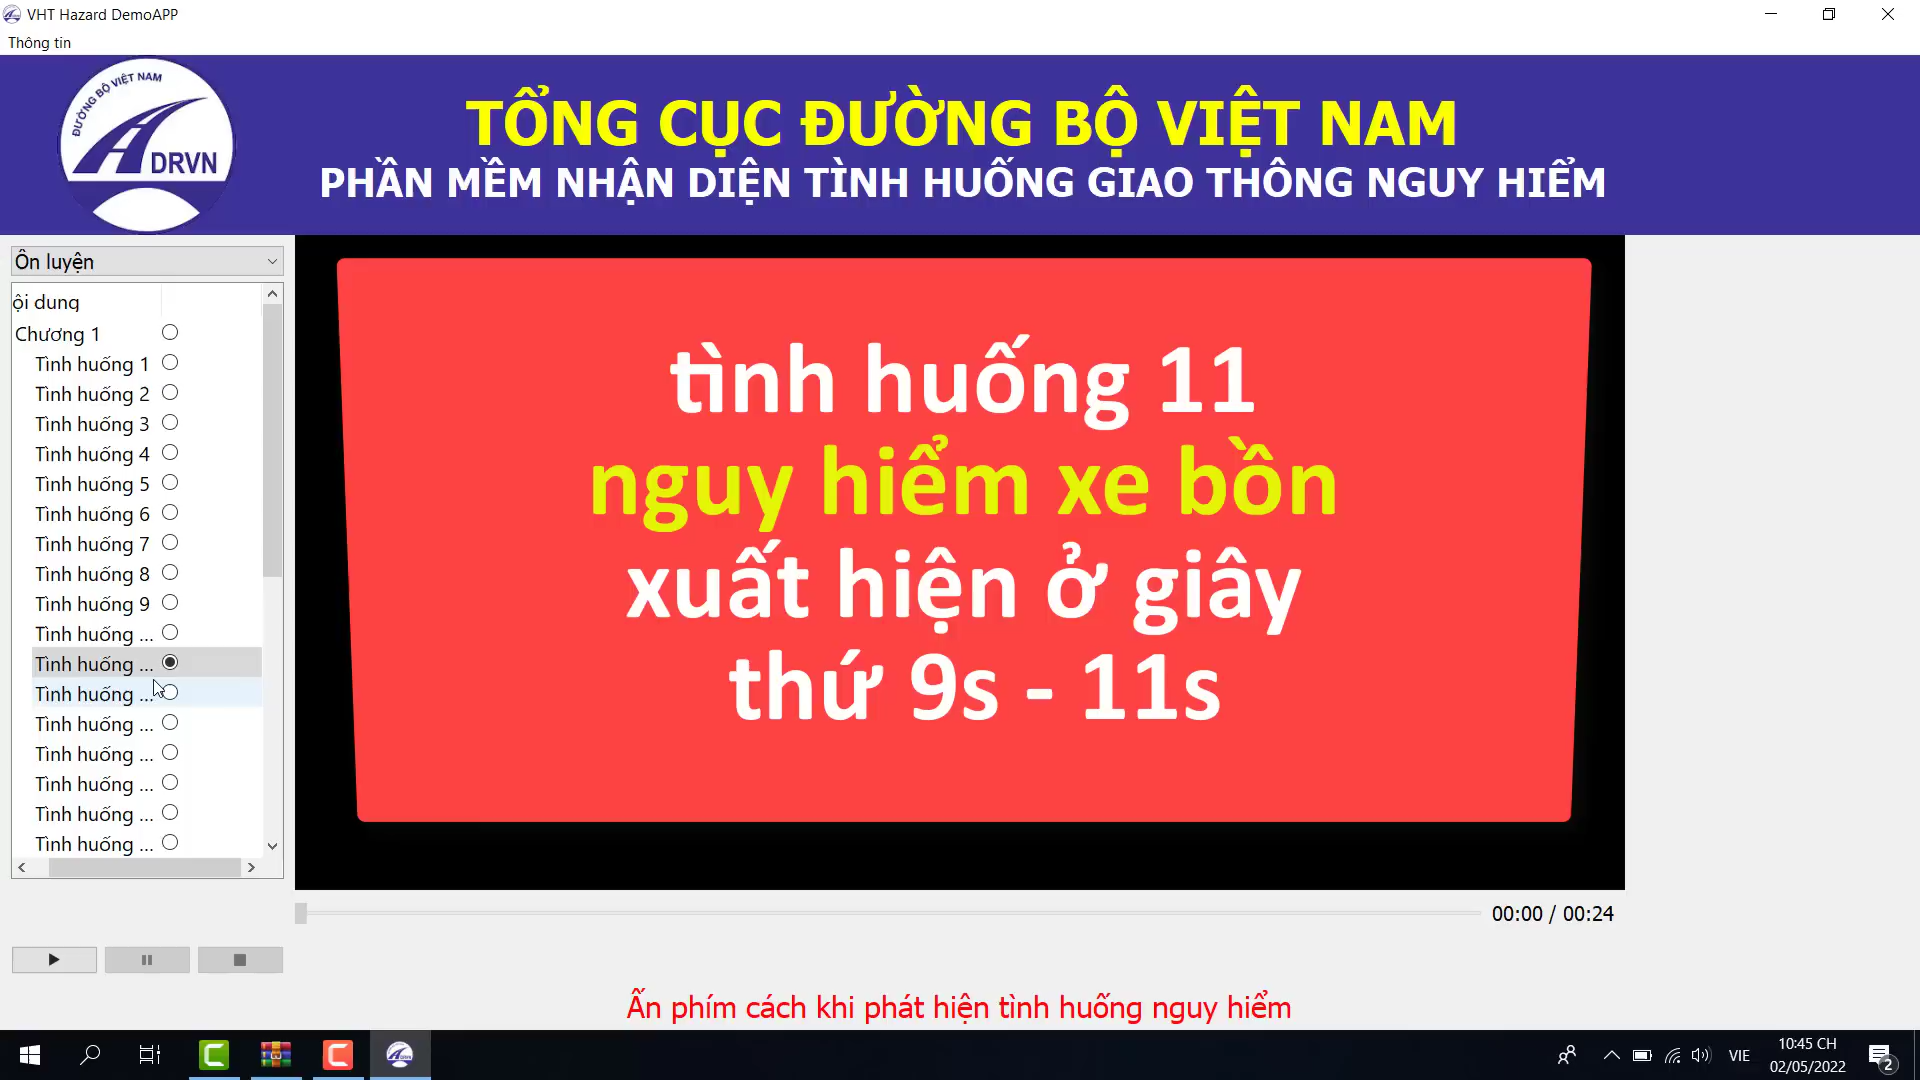 VHT Hazard DemoAPP
Thông tin
ĐƯỜNG BỘ VIỆT NAM
DRVN
TỔNG CỤC ĐƯỜNG BỘ VIỆT NAM
PHẦN MỀM NHẬN DIỆN TÌNH HUỐNG GIAO THÔNG NGUY HIỂM
Ôn luyện
ội dung
Chương 1
Tình huống 1
Tình huống 2
Tình huống 3
Tình huống 4
Tình huống 5
Tình huống 6
Tình huống 7
Tình huống 8
Tình huống 9
Tình huống ...
Tình huống ...
Tình huống ...
Tình huống ...
Tình huống ...
Tình huống ...
Tình huống ...
Tình huống ...
tình huống 11
nguy hiểm xe bồn
xuất hiện ở giây
thứ 9s - 11s
00:00 / 00:24
Ấn phím cách khi phát hiện tình huống nguy hiểm
VIE
10:45 CH
02/05/2022
2